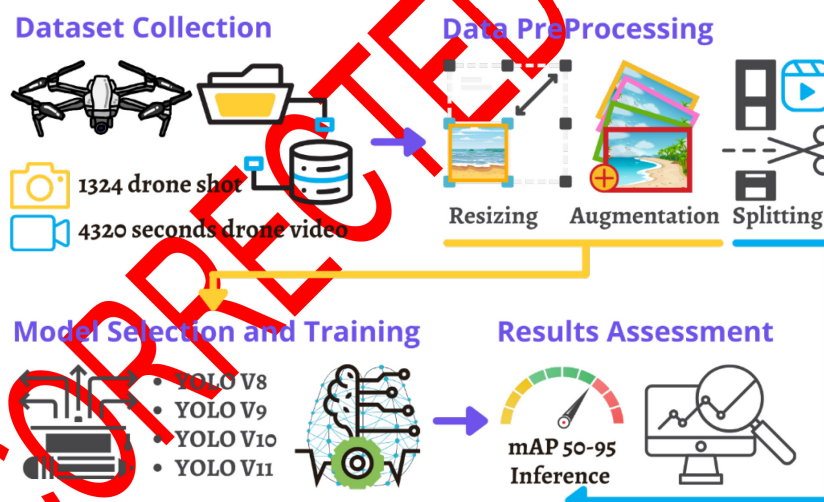 Dataset Collection
1324 drone shot
4320 seconds drone video
Data PreProcessing
Resizing
Augmentation
Splitting
Model Selection and Training
• YOLO V8
• YOLO V9
• YOLO V10
• YOLO V11
Results Assessment
mAP 50-95
Inference
CORRECTED